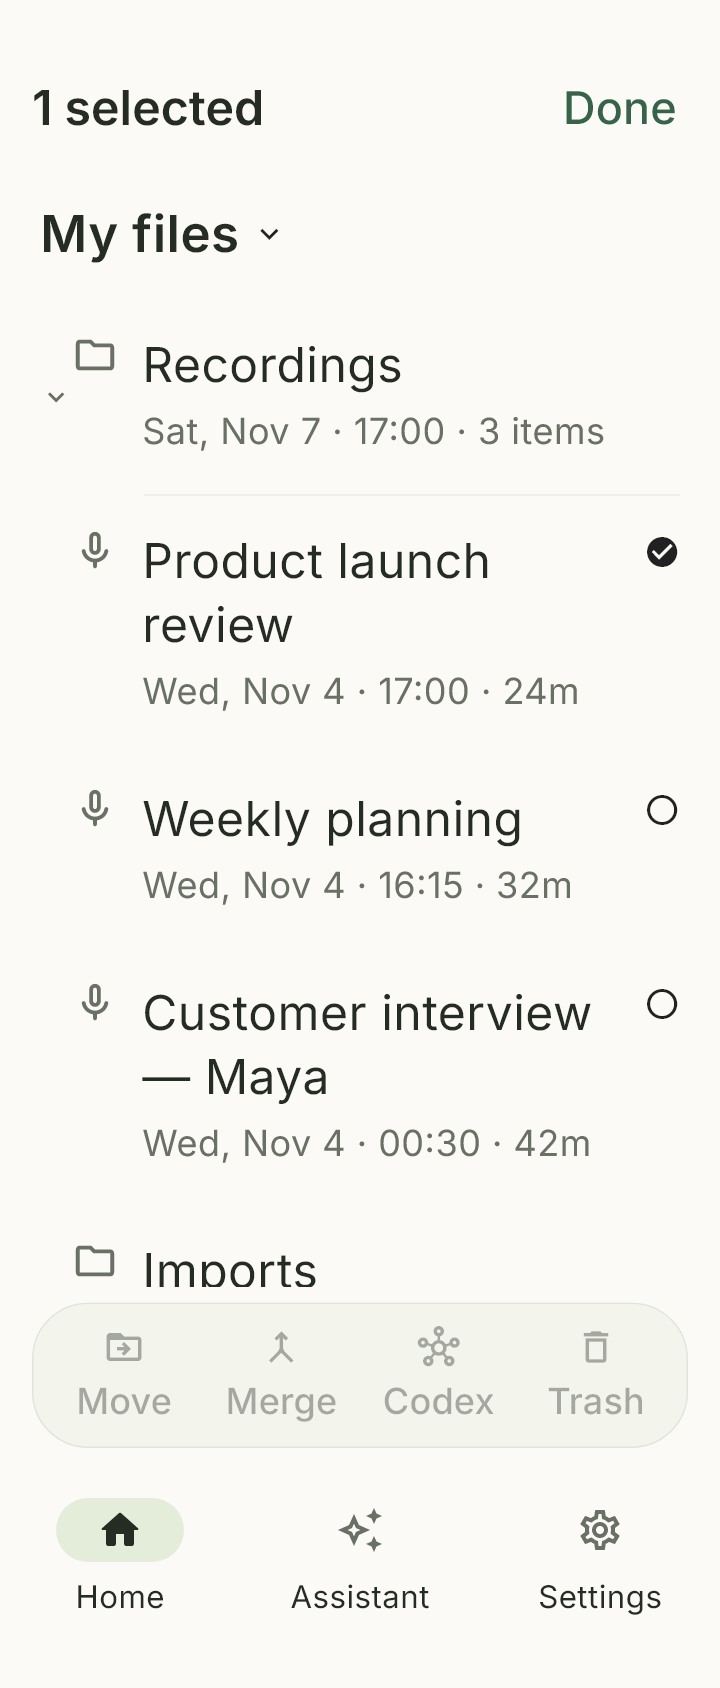 1 selected
Done
My files
Recordings
Sat, Nov 7 · 17:00 · 3 items
Product launch
review
Wed, Nov 4 · 17:00 · 24m
Weekly planning
Wed, Nov 4 · 16:15 · 32m
Customer interview
— Maya
Wed, Nov 4 · 00:30 · 42m
Imports
Move
Merge
Codex
Trash
Home
Assistant
Settings